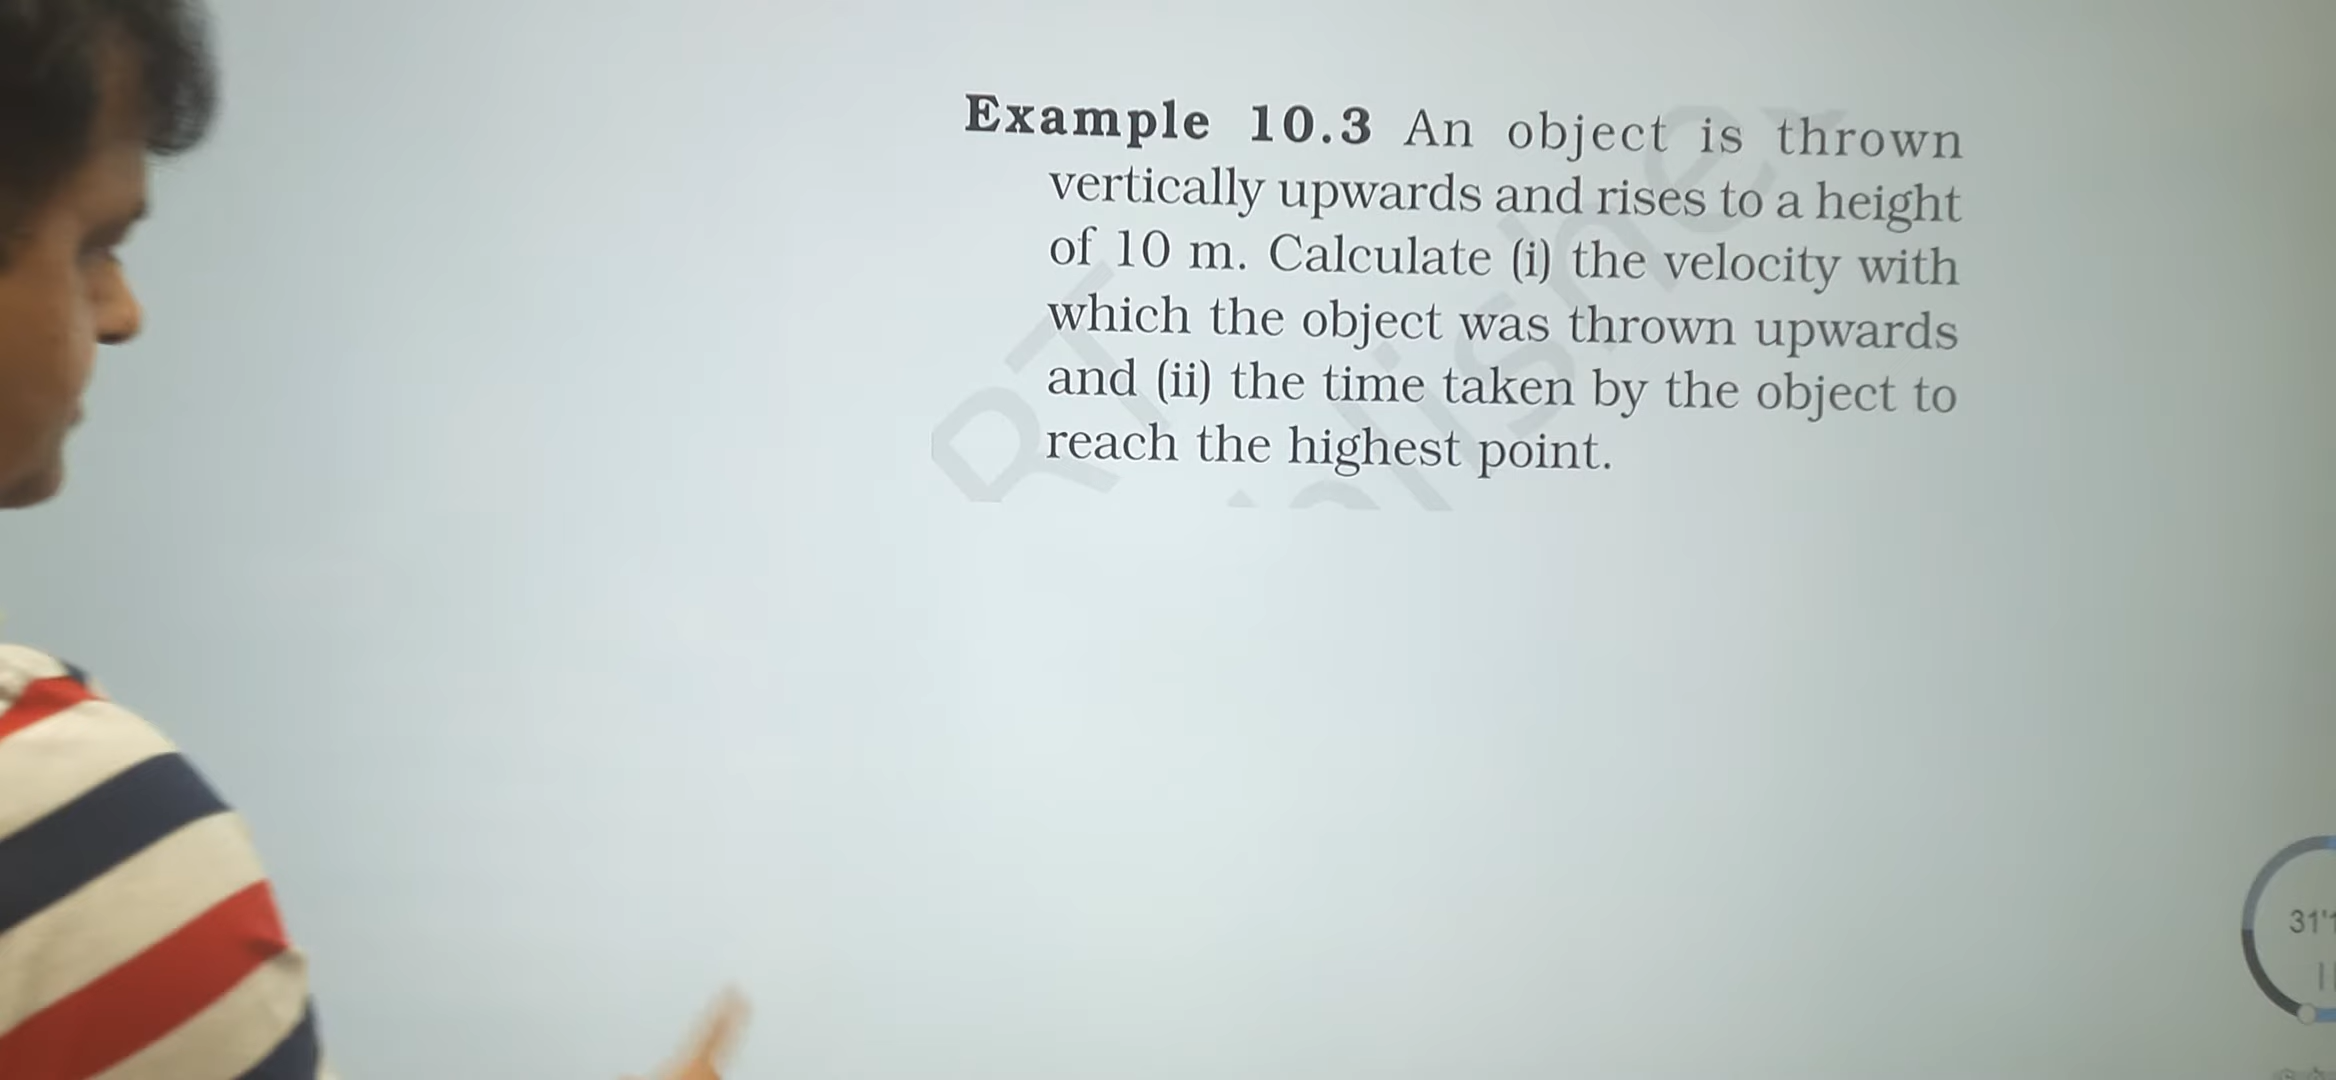 Example 10.3 An object is thrown
vertically upwards and rises to a height
of 10 m. Calculate (i) the velocity with
which the object was thrown upwards
and (ii) the time taken by the object to
reach the highest point.